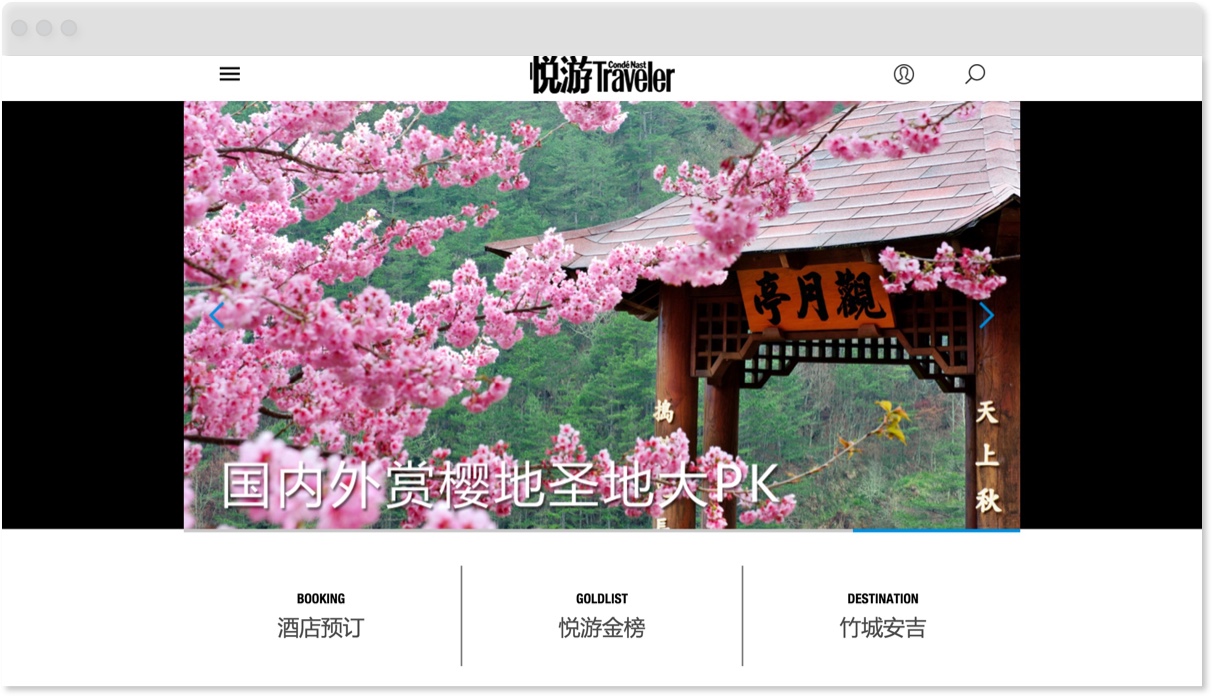 悦游 Condé Nast Traveler
亭月觀
搗
天上秋
国内外赏樱地圣地大PK
BOOKING
酒店预订
GOLDLIST
悦游金榜
DESTINATION
竹城安吉